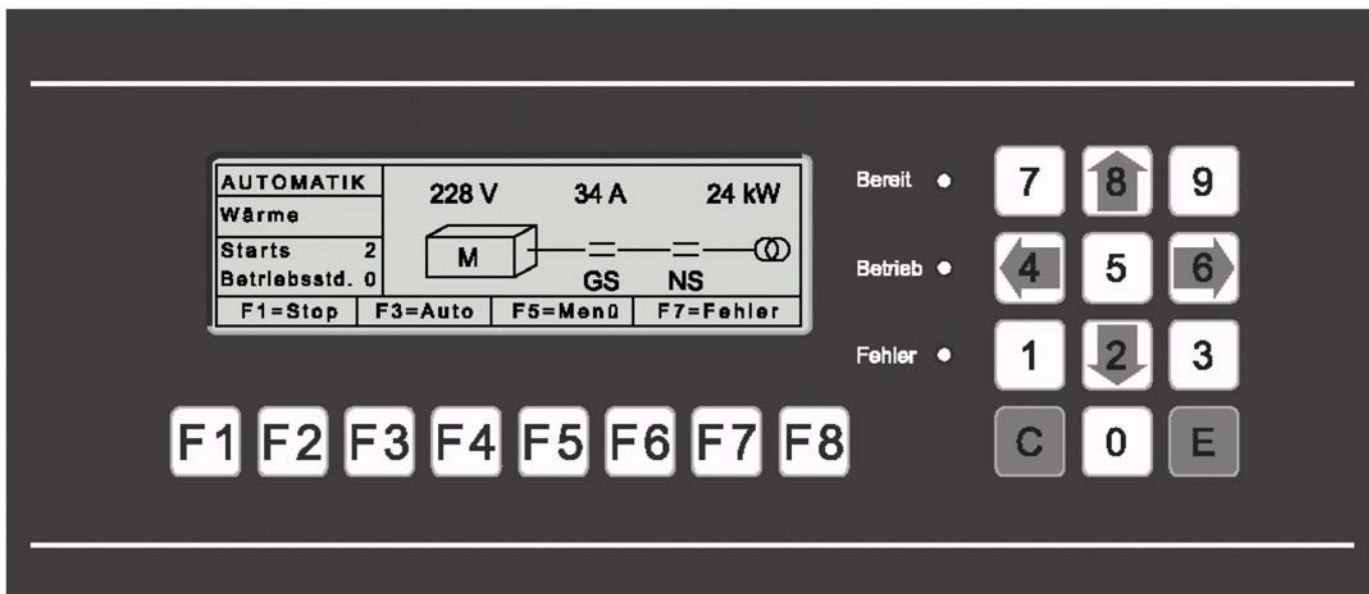 AUTOMATIK
Wärme
Starts 2
Betriebsstd. 0
228 V 34 A 24 kW
M
GS NS
F1=Stop F3=Auto F5=Menü F7=Fehler
Bereit
Betrieb
Fehler
F1 F2 F3 F4 F5 F6 F7 F8
7 8 9
4 5 6
1 2 3
C 0 E